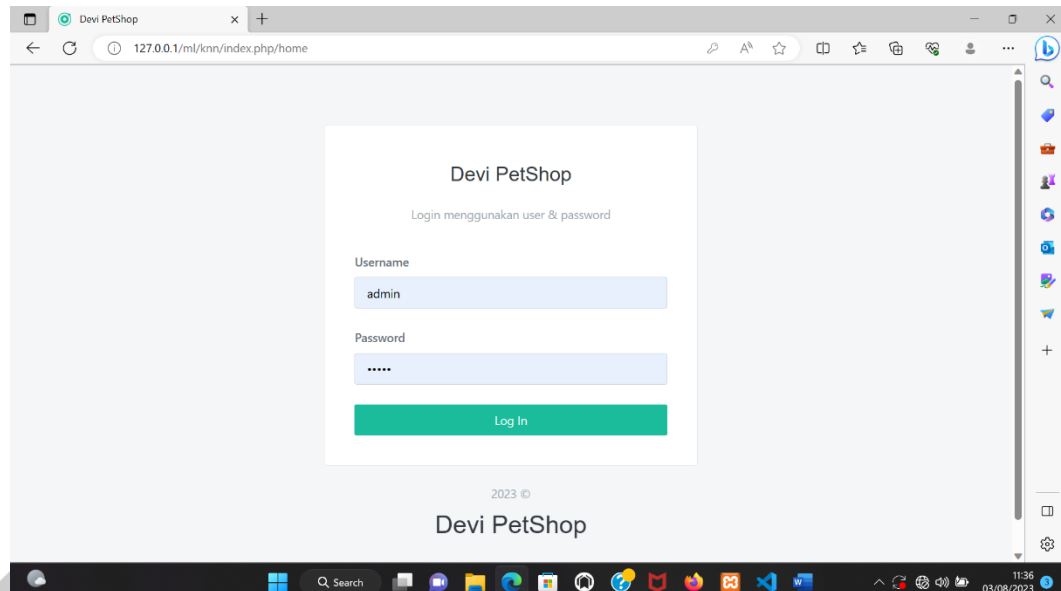 Devi PetShop
127.0.0.1/ml/knn/index.php/home
Devi PetShop
Login menggunakan user & password
Username
admin
Password
•••••
Log In
2023 ©
Devi PetShop
Search
11:36
03/08/2023
3